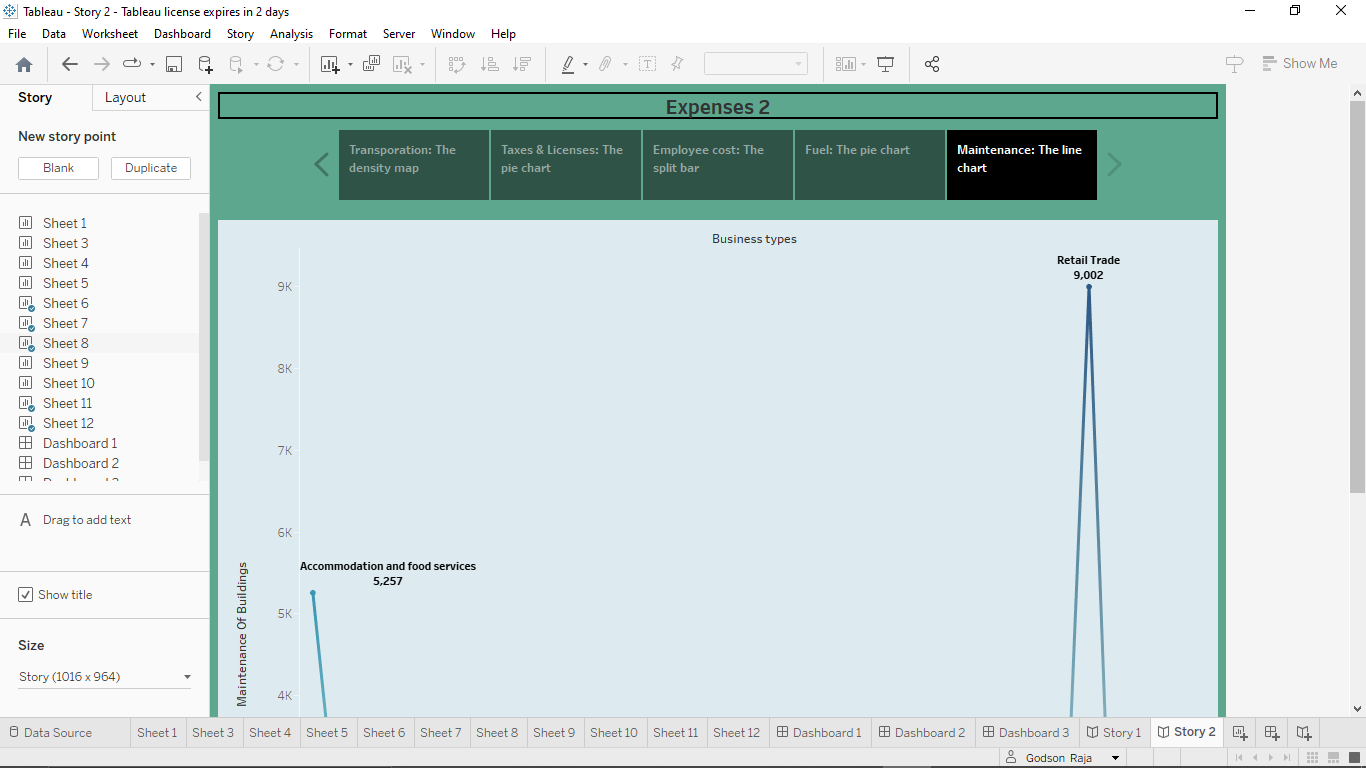 Tableau - Story 2 - Tableau license expires in 2 days
File Data Worksheet Dashboard Story Analysis Format Server Window Help
Show Me
Story Layout
New story point
Blank Duplicate
Sheet 1
Sheet 3
Sheet 4
Sheet 5
Sheet 6
Sheet 7
Sheet 8
Sheet 9
Sheet 10
Sheet 11
Sheet 12
Dashboard 1
Dashboard 2
A Drag to add text
Show title
Size
Story (1016 x 964)
Expenses 2
Transporation: The
density map
Taxes & Licenses: The
pie chart
Employee cost: The
split bar
Fuel: The pie chart
Maintenance: The line
chart
Business types
Retail Trade
9,002
9K
8K
7K
6K
Accommodation and food services
5,257
5K
4K
Maintenance Of Buildings
Data Source Sheet 1 Sheet 3 Sheet 4 Sheet 5 Sheet 6 Sheet 7 Sheet 8 Sheet 9 Sheet 10 Sheet 11 Sheet 12 Dashboard 1 Dashboard 2 Dashboard 3 Story 1 Story 2
Godson Raja